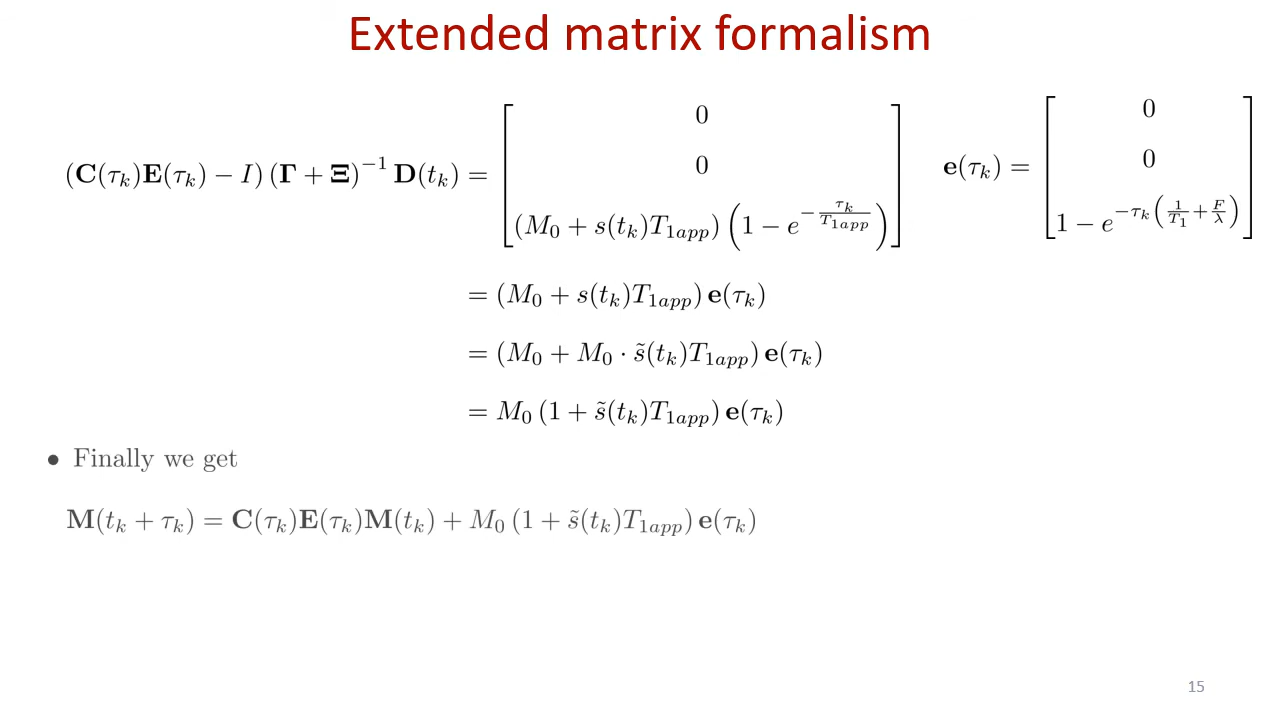 Extended matrix formalism
(C(τ_k)E(τ_k) − I) (Γ + Ξ)^{−1} D(t_k) = [ 0 0 (M_0 + s(t_k)T_{1app}) (1 − e^{−τ_k/T_{1app}}) ] e(τ_k) = [ 0 0 1 − e^{−τ_k(1/T_1 + F/λ)} ]
= (M_0 + s(t_k)T_{1app}) e(τ_k)
= (M_0 + M_0 · s̃(t_k)T_{1app}) e(τ_k)
= M_0 (1 + s̃(t_k)T_{1app}) e(τ_k)
• Finally we get
M(t_k + τ_k) = C(τ_k)E(τ_k)M(t_k) + M_0 (1 + s̃(t_k)T_{1app}) e(τ_k)
15